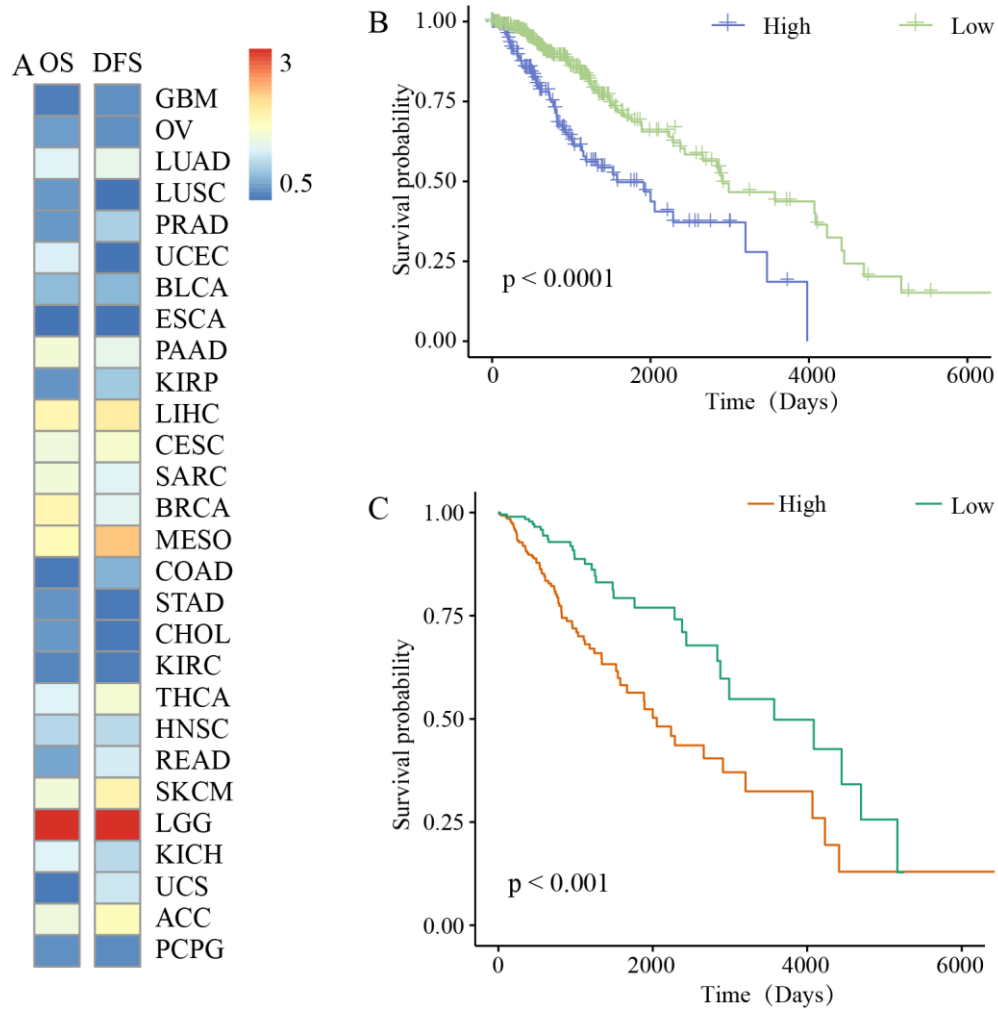 A OS DFS
3
0.5
GBM
OV
LUAD
LUSC
PRAD
UCEC
BLCA
ESCA
PAAD
KIRP
LIHC
CESC
SARC
BRCA
MESO
COAD
STAD
CHOL
KIRC
THCA
HNSC
READ
SKCM
LGG
KICH
UCS
ACC
PCPG
B
High Low
Survival probability
1.00
0.75
0.50
0.25
0.00
p < 0.0001
0 2000 4000 6000
Time（Days）
C
High Low
Survival probability
1.00
0.75
0.50
0.25
0.00
p < 0.001
0 2000 4000 6000
Time（Days）